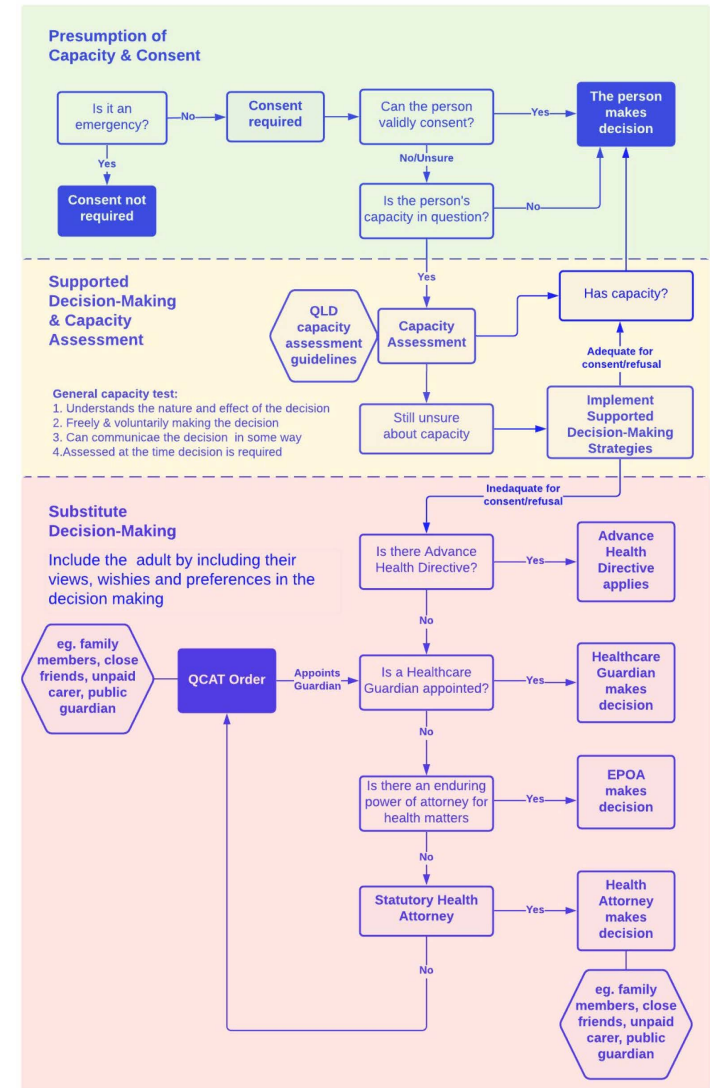 Presumption of
Capacity & Consent
Is it an
emergency?
No
Consent
required
Can the person
validly consent?
Yes
The person
makes
decision
Yes
No/Unsure
Consent not
required
Is the person's
capacity in question?
No
Supported
Decision-Making
& Capacity
Assessment
Yes
QLD
capacity
assessment
guidelines
Capacity
Assessment
Has capacity?
Adequate for
consent/refusal
General capacity test:
1. Understands the nature and effect of the decision
2. Freely & voluntarily making the decision
3. Can communicae the decision in some way
4.Assessed at the time decision is required
Still unsure
about capacity
Implement
Supported
Decision-Making
Strategies
Inedaquate for
consent/refusal
Substitute
Decision-Making
Include the adult by including their
views, wishies and preferences in the
decision making
Is there Advance
Health Directive?
Yes
Advance
Health
Directive
applies
No
eg. family
members, close
friends, unpaid
carer, public
guardian
QCAT Order
Appoints
Guardian
Is a Healthcare
Guardian appointed?
Yes
Healthcare
Guardian
makes
decision
No
Is there an enduring
power of attorney for
health matters
Yes
EPOA
makes
decision
No
Statutory Health
Attorney
Yes
Health
Attorney
makes
decision
No
eg. family
members, close
friends, unpaid
carer, public
guardian